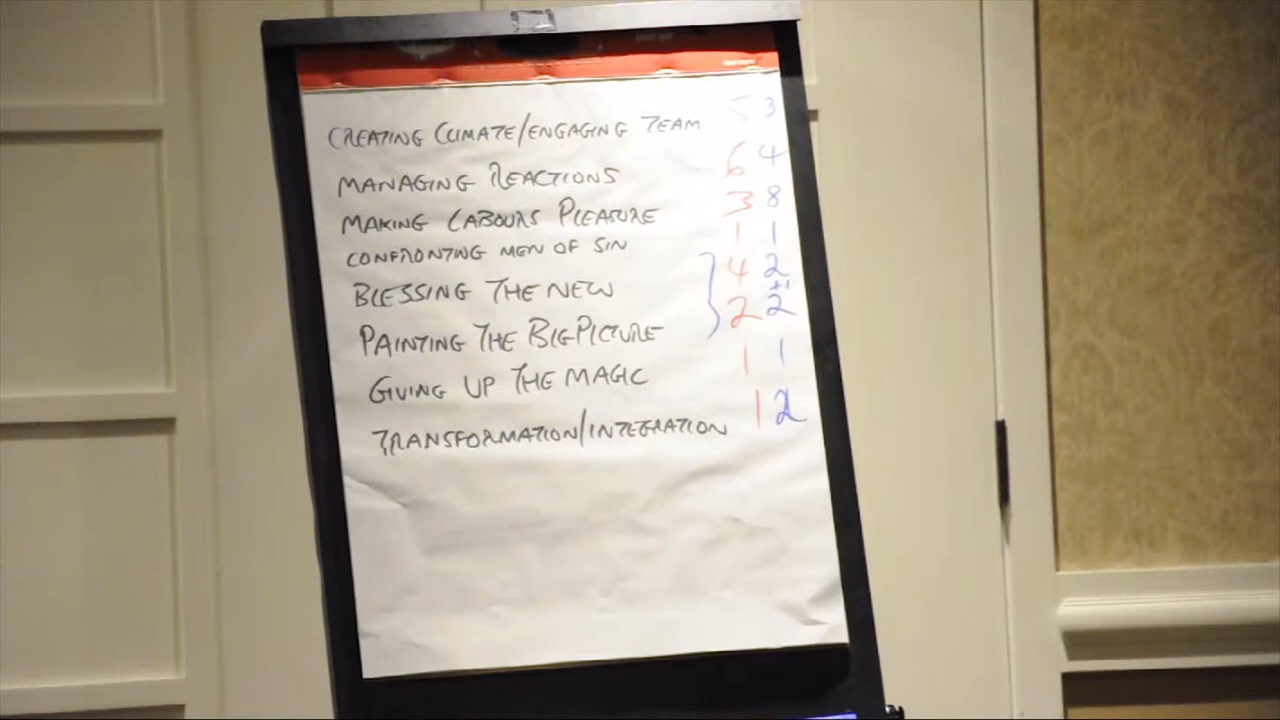 CREATING CLIMATE/ENGAGING TEAM 5 3
MANAGING REACTIONS 6 4
MAKING LABOURS PLEASURE 3 8
CONFRONTING MEN OF SIN 1 1
BLESSING THE NEW 4 2
+1
PAINTING THE BIG PICTURE 2 2
GIVING UP THE MAGIC 1 1
TRANSFORMATION/INTEGRATION 1 2